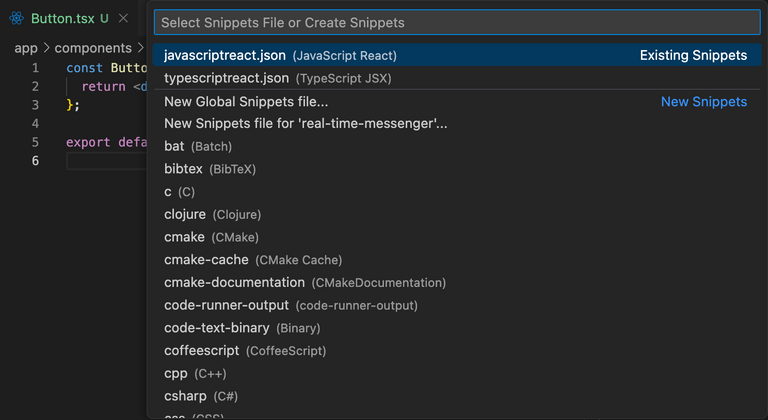 Button.tsx U
Select Snippets File or Create Snippets
app > components >
javascriptreact.json (JavaScript React) Existing Snippets
typescriptreact.json (TypeScript JSX)
New Global Snippets file... New Snippets
New Snippets file for 'real-time-messenger'...
1 const Butto
2 return <d
3 };
4
5 export defa
6
bat (Batch)
bibtex (BibTeX)
c (C)
clojure (Clojure)
cmake (CMake)
cmake-cache (CMake Cache)
cmake-documentation (CMakeDocumentation)
code-runner-output (code-runner-output)
code-text-binary (Binary)
coffeescript (CoffeeScript)
cpp (C++)
csharp (C#)
css (CSS)